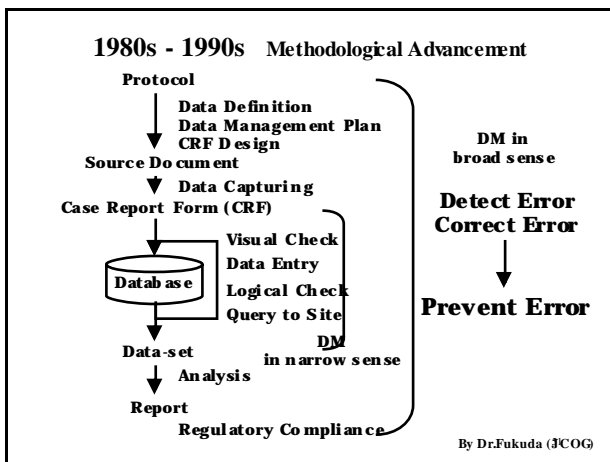 1980s - 1990s Methodological Advancement
Protocol
Data Definition
Data Management Plan
CRF Design
Source Document
Data Capturing
Case Report Form (CRF)
Visual Check
Data Entry
Database
Logical Check
Query to Site
Data-set
DM
in narrow sense
Analysis
Report
Regulatory Compliance
DM in
broad sense
Detect Error
Correct Error
Prevent Error
By Dr.Fukuda (JCOG)